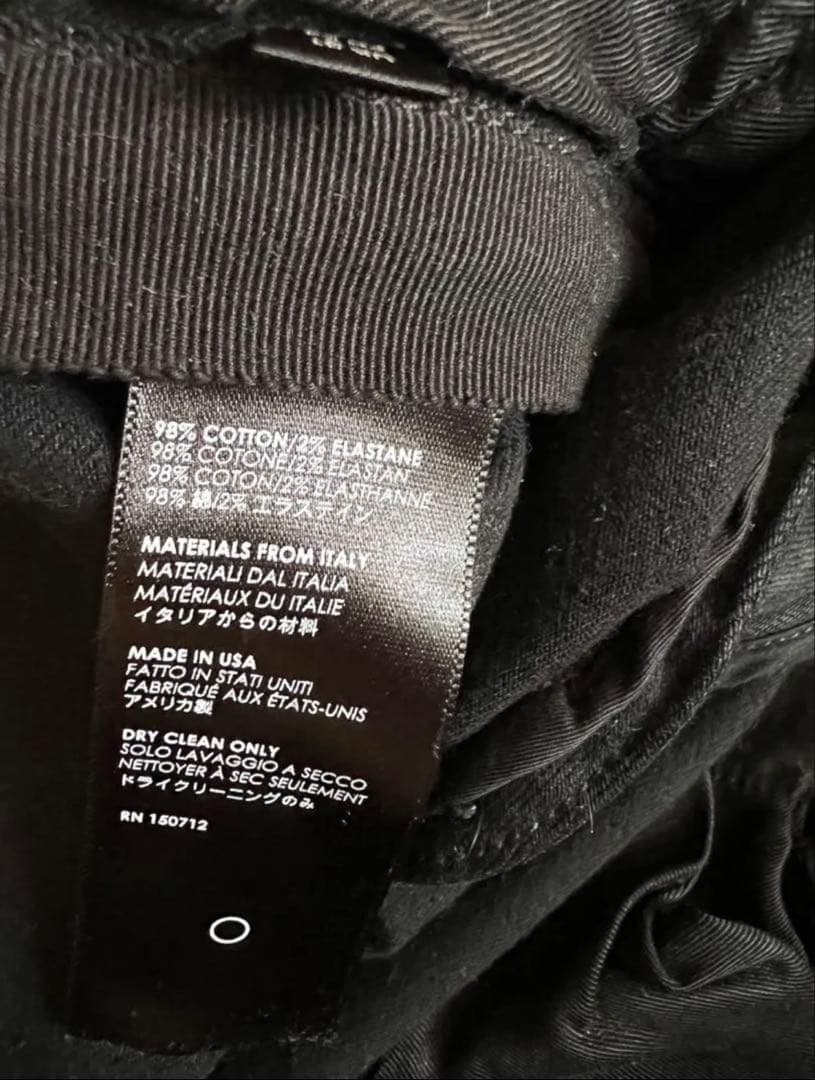 98% COTTON/2% ELASTANE
98% COTONE/2% ELASTAN
98% COTON/2% ELASTHANNE
98% 綿/2% エラステイン
MATERIALS FROM ITALY
MATERIALI DAL ITALIA
MATÉRIAUX DU ITALIE
イタリアからの材料
MADE IN USA
FATTO IN STATI UNITI
FABRIQUÉ AUX ÉTATS-UNIS
アメリカ製
DRY CLEAN ONLY
SOLO LAVAGGIO A SECCO
NETTOYER À SEC SEULEMENT
ドライクリーニングのみ
RN 150712